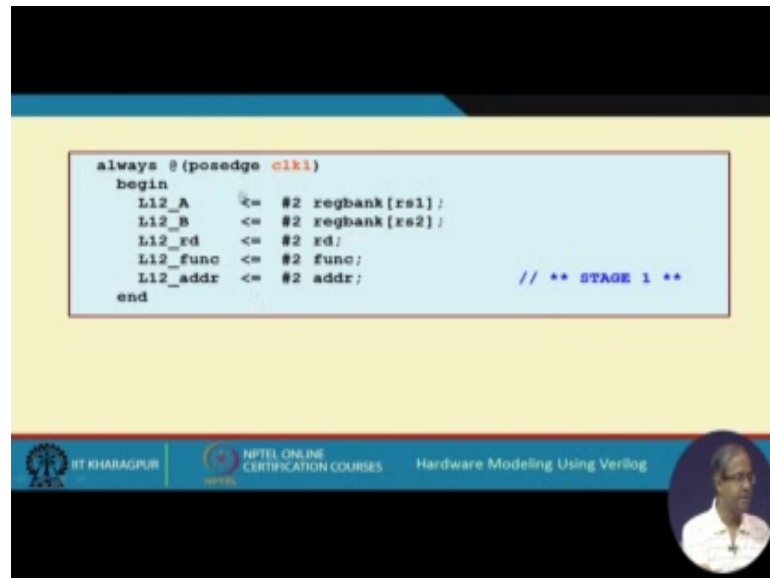 always @(posedge clk1)
begin
L12_A <= #2 regbank[rs1];
L12_B <= #2 regbank[rs2];
L12_rd <= #2 rd;
L12_func <= #2 func;
L12_addr <= #2 addr; // ** STAGE 1 **
end
IIT KHARAGPUR
NPTEL
NPTEL ONLINE
CERTIFICATION COURSES
Hardware Modeling Using Verilog